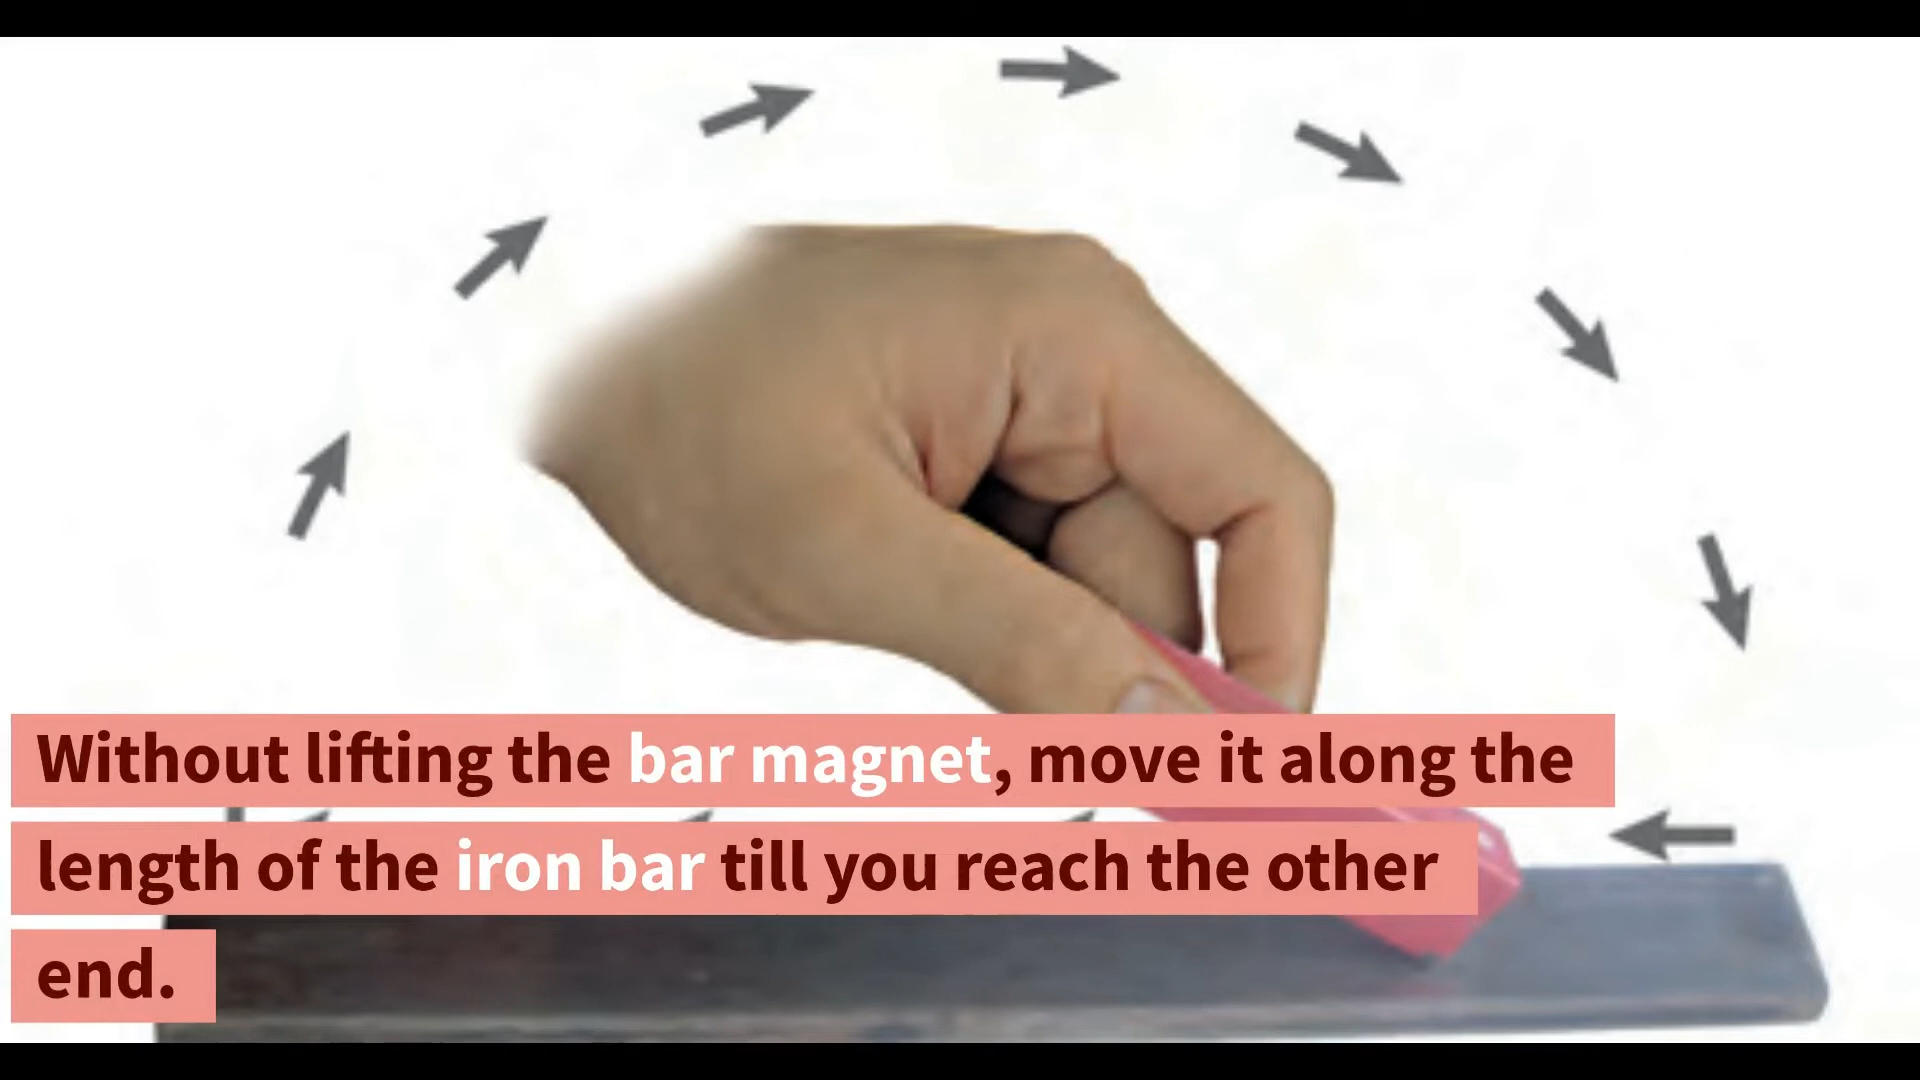 Without lifting the bar magnet, move it along the
length of the iron bar till you reach the other
end.